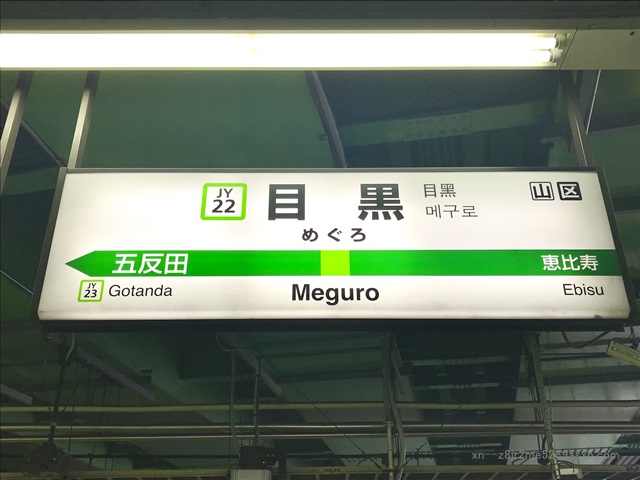 JY 22 目黒 目黑 山 区
메구로
めぐろ
五反田 恵比寿
JY 23 Gotanda Meguro Ebisu